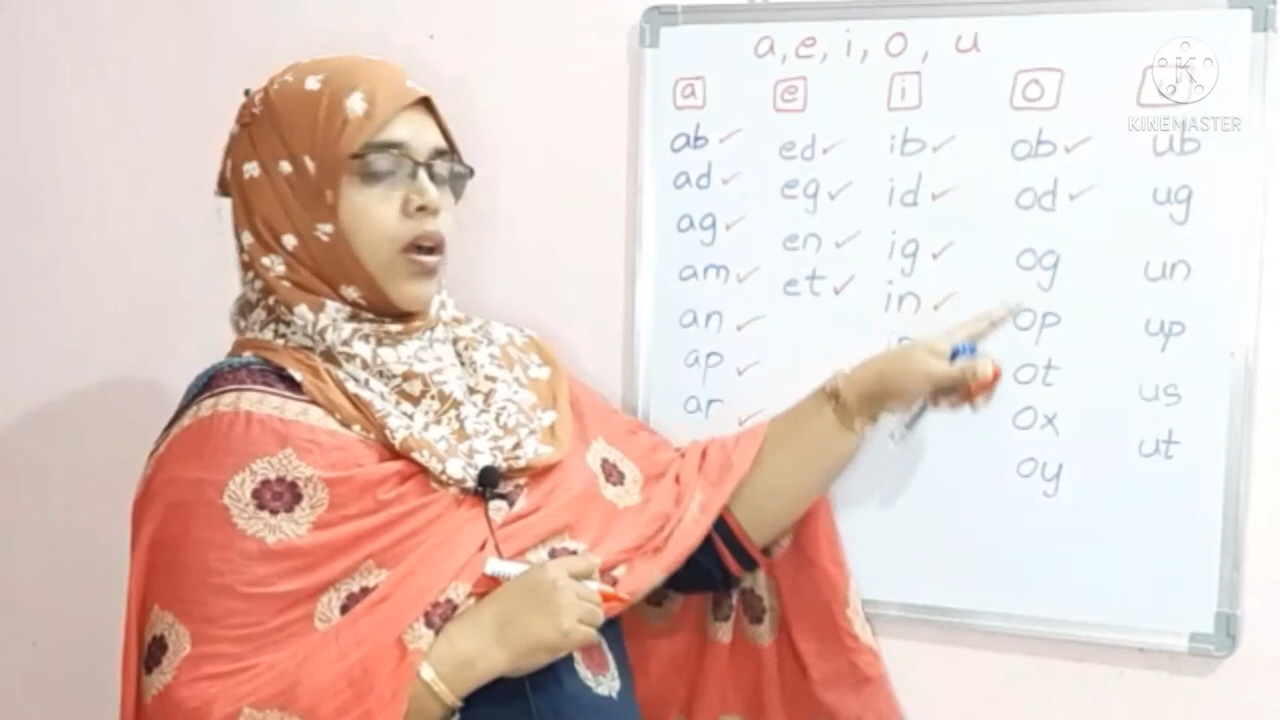 a, e, i, o, u
a e i o
ab ✓ ed ✓ ib ✓ ob ✓ ub
ad ✓ eg ✓ id ✓ od ✓ ug
ag ✓ en ✓ ig ✓ og un
am ✓ et ✓ in ✓ op up
an ✓ ot us
ap ✓ ox ut
ar ✓ oy
K
KINEMASTER